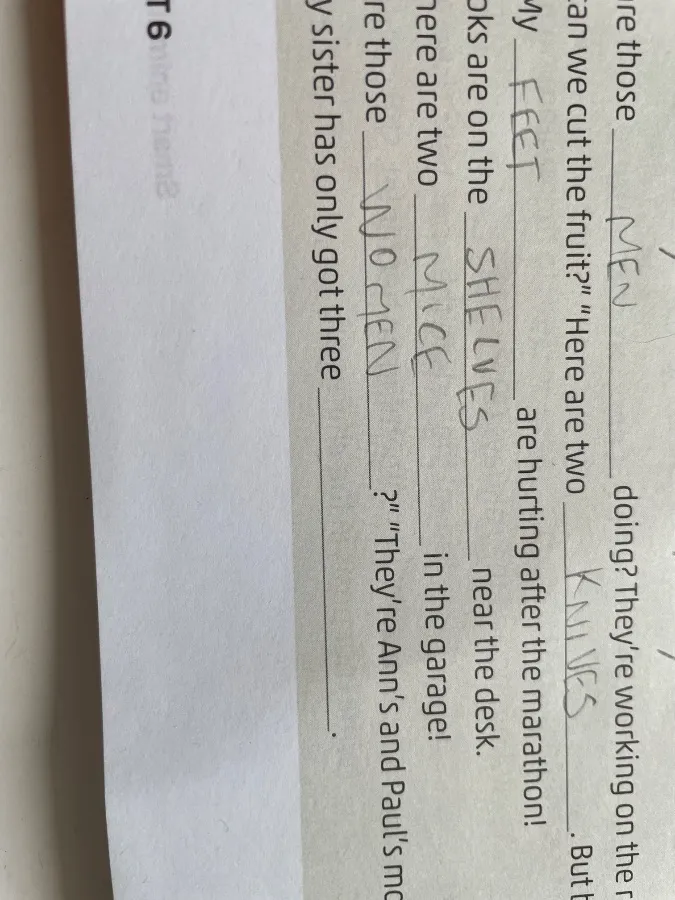 re those MEN doing? They're working on the r
an we cut the fruit?" "Here are two KNIVES. But
My FEET are hurting after the marathon!
oks are on the SHELVES near the desk.
here are two MICE in the garage!
re those WOMEN?" "They're Ann's and Paul's mo
y sister has only got three .
T 6